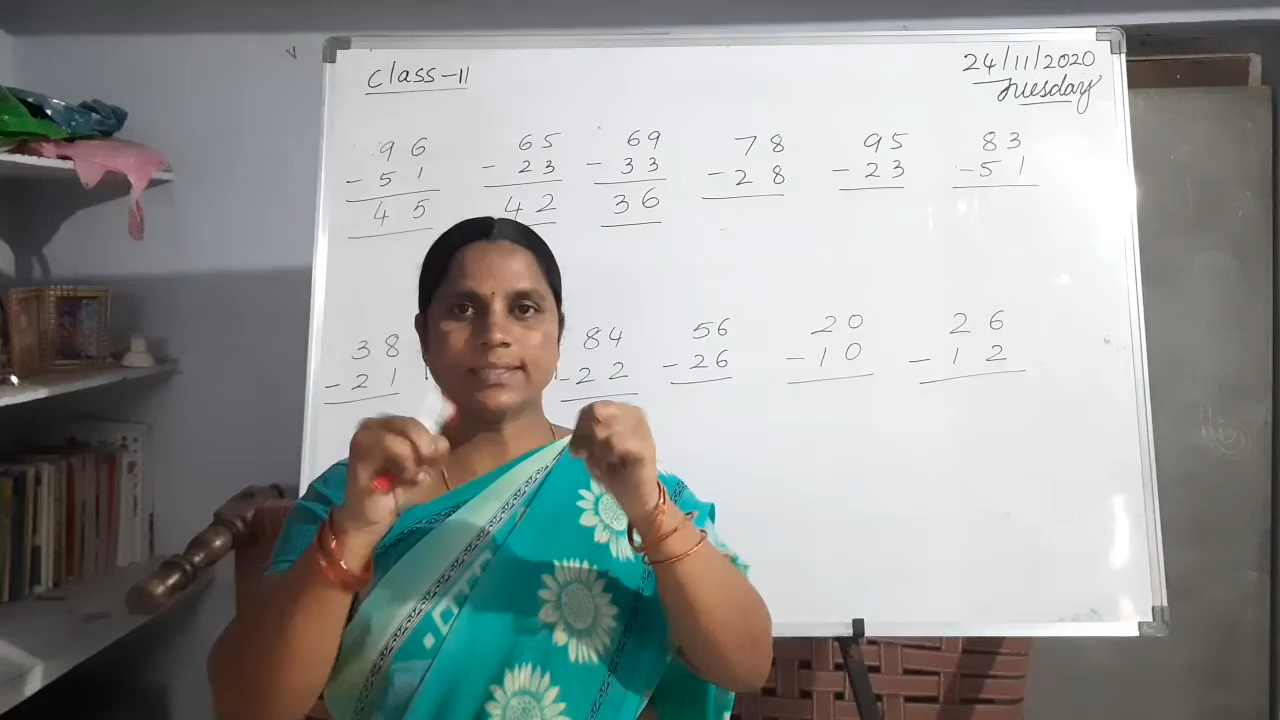 Class-II
24/11/2020
Tuesday
96 65 69 78 95 83
-51 -23 -33 -28 -23 -51
45 42 36
38 84 56 20 26
-21 -22 -26 -10 -12